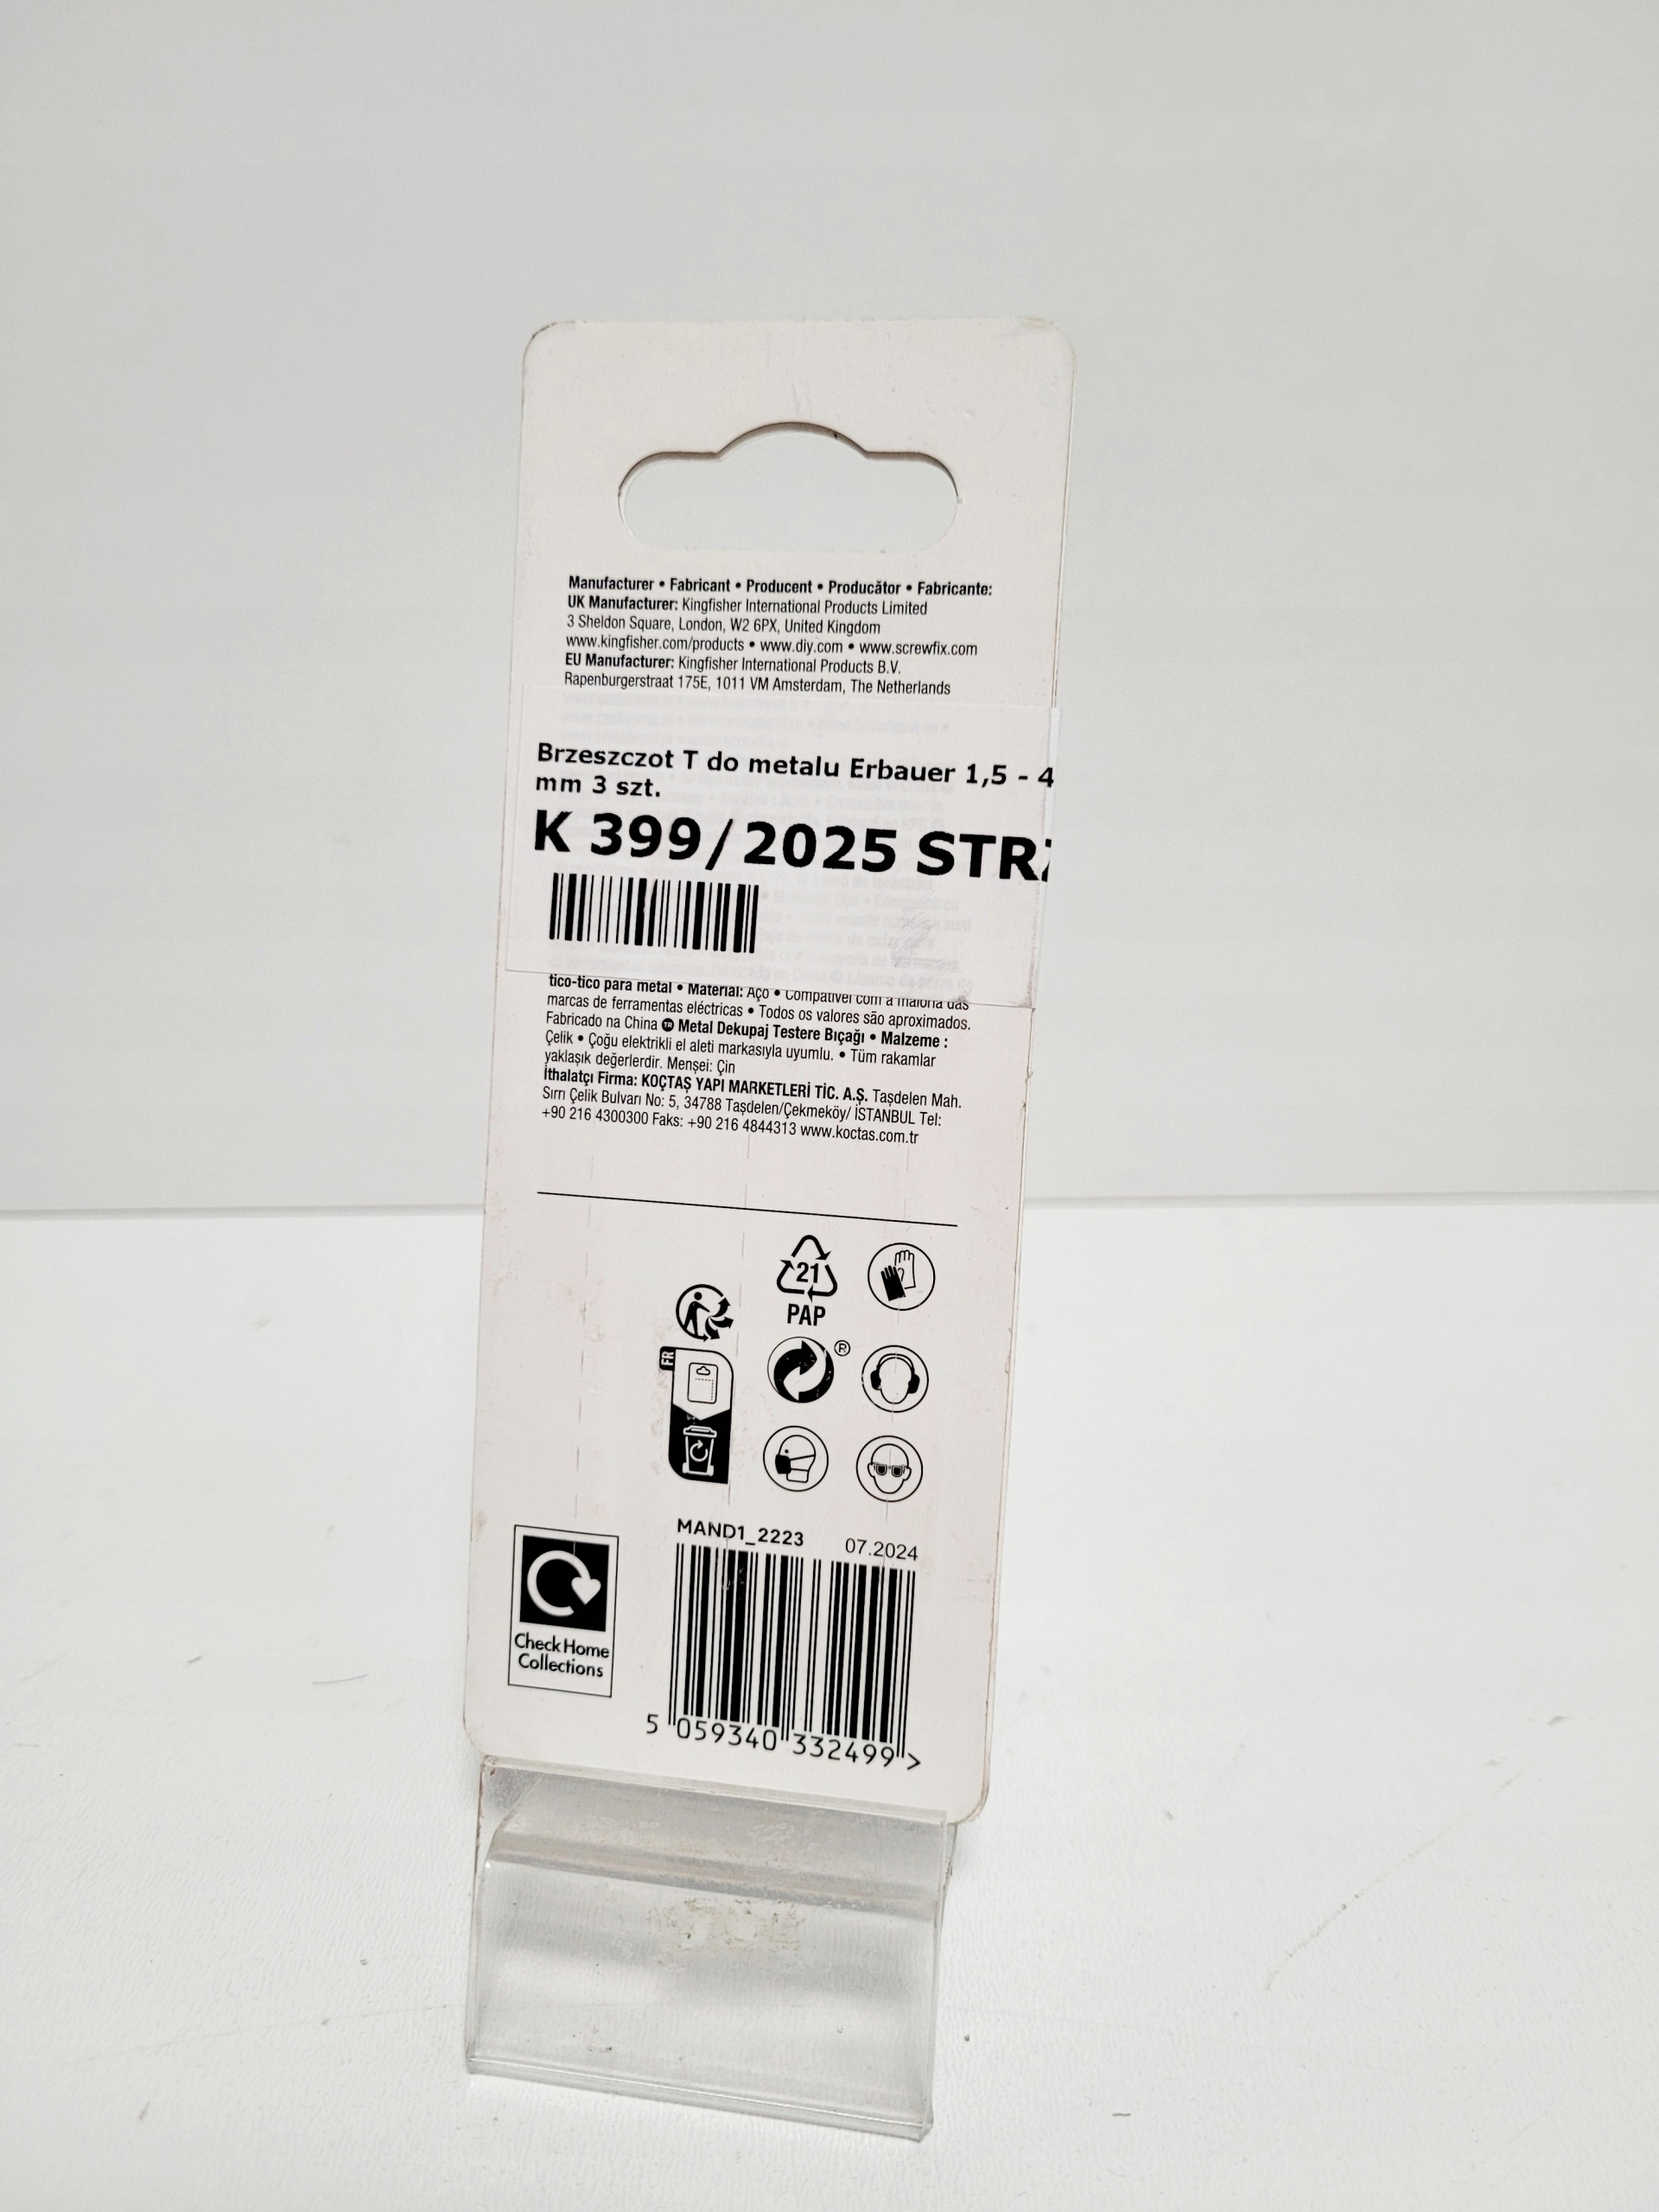 Manufacturer • Fabricant • Producent • Producător • Fabricante:
UK Manufacturer: Kingfisher International Products Limited
3 Sheldon Square, London, W2 6PX, United Kingdom
www.kingfisher.com/products • www.diy.com • www.screwfix.com
EU Manufacturer: Kingfisher International Products B.V.
Rapenburgerstraat 175E, 1011 VM Amsterdam, The Netherlands
Brzeszczot T do metalu Erbauer 1,5 - 4
mm 3 szt.
K 399/2025 STR
tico-tico para metal • Material: Aço • Compatível com a maioria das
marcas de ferramentas eléctricas • Todos os valores são aproximados.
Fabricado na China TR Metal Dekupaj Testere Bıçağı • Malzeme :
Çelik • Çoğu elektrikli el aleti markasıyla uyumlu. • Tüm rakamlar
yaklaşık değerlerdir. Menşei: Çin
İthalatçı Firma: KOÇTAŞ YAPI MARKETLERİ TİC. A.Ş. Taşdelen Mah.
Sırrı Çelik Bulvarı No: 5, 34788 Taşdelen/Çekmeköy/ İSTANBUL Tel:
+90 216 4300300 Faks: +90 216 4844313 www.koctas.com.tr
21
PAP
®
FR
MAND1_2223 07.2024
Check Home
Collections
5 059340 332499 >